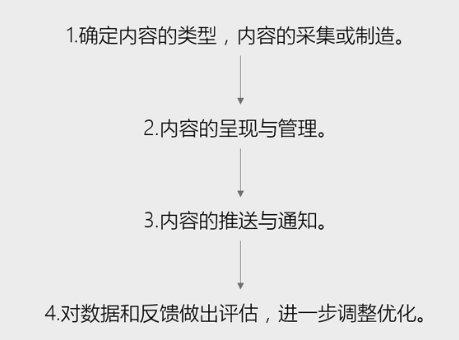 1.确定内容的类型，内容的采集或制造。
2.内容的呈现与管理。
3.内容的推送与通知。
4.对数据和反馈做出评估，进一步调整优化。